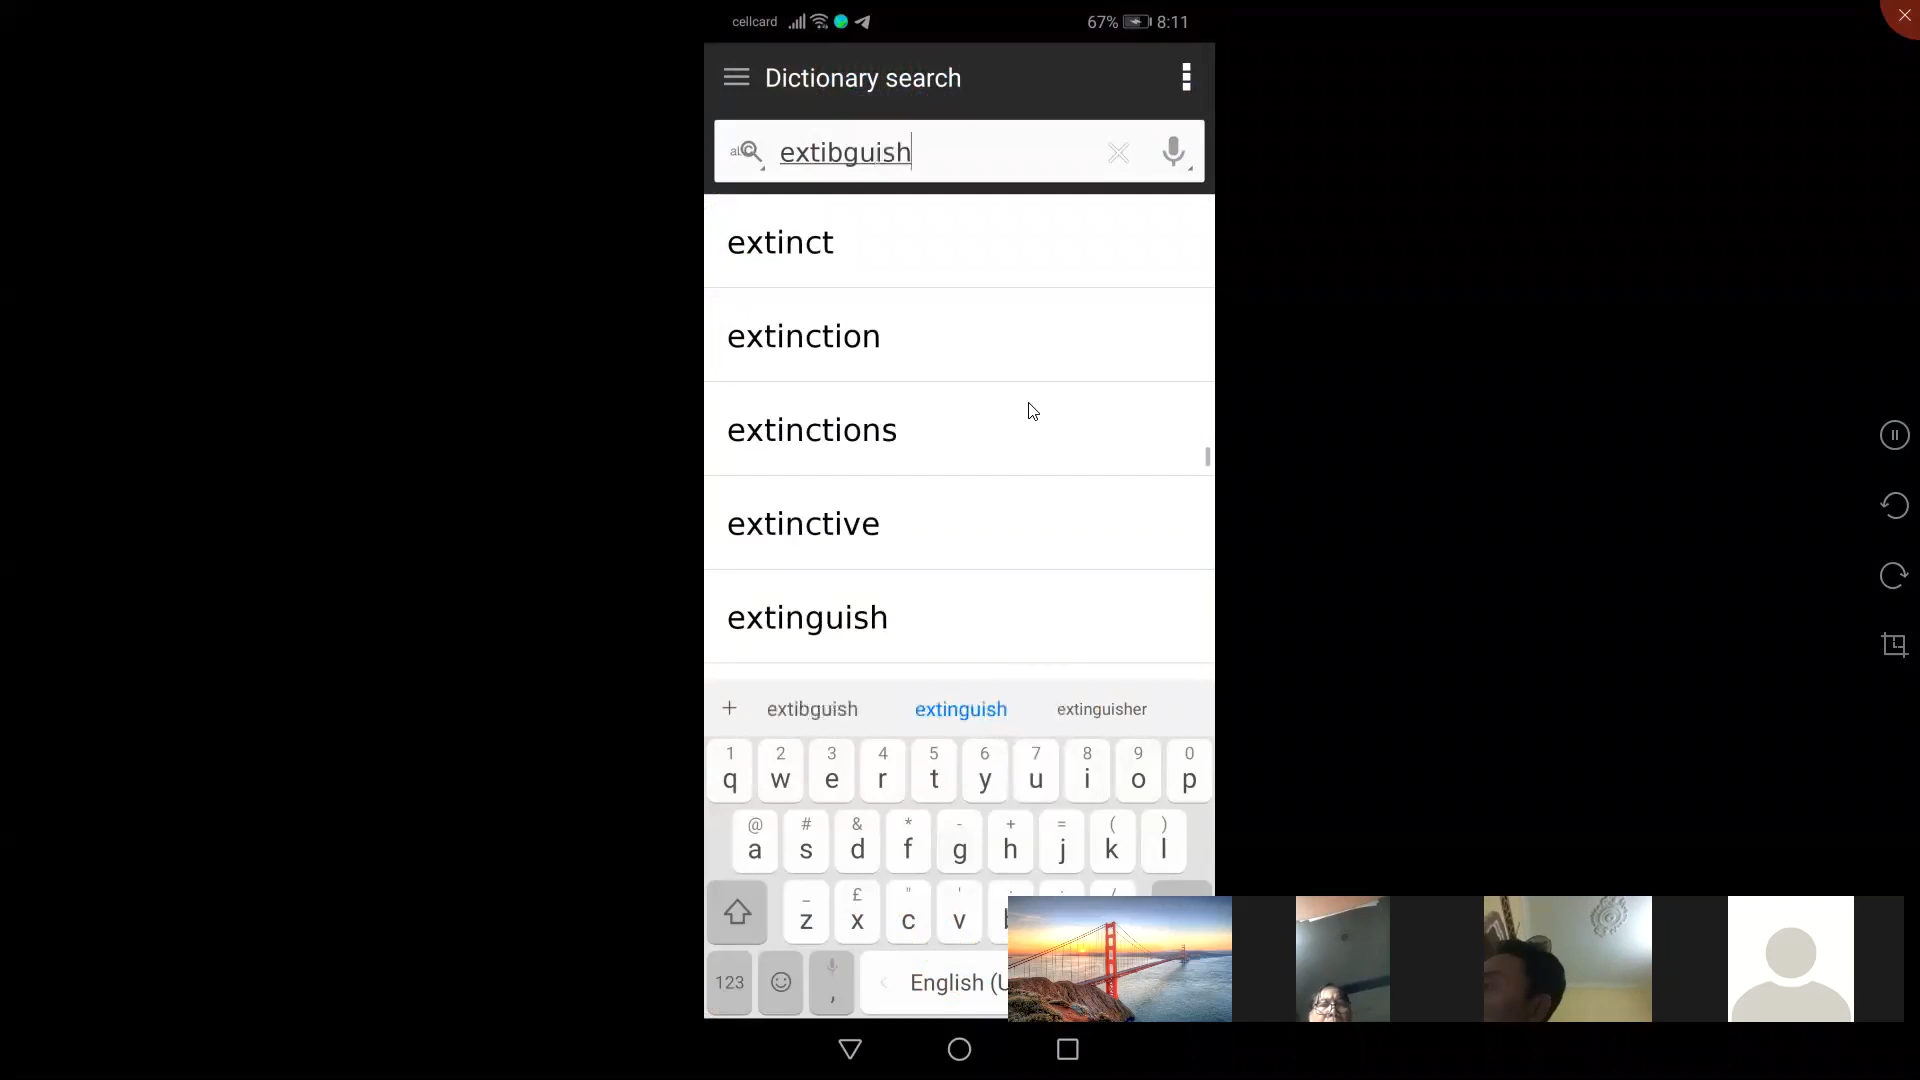 cellcard 67% 8:11
Dictionary search
extibguish
extinct
extinction
extinctions
extinctive
extinguish
+ extibguish extinguish extinguisher
1 2 3 4 5 6 7 8 9 0
q w e r t y u i o p
@ # & * - + = ( )
a s d f g h j k l
_ £ " '
z x c v
123 , English (U